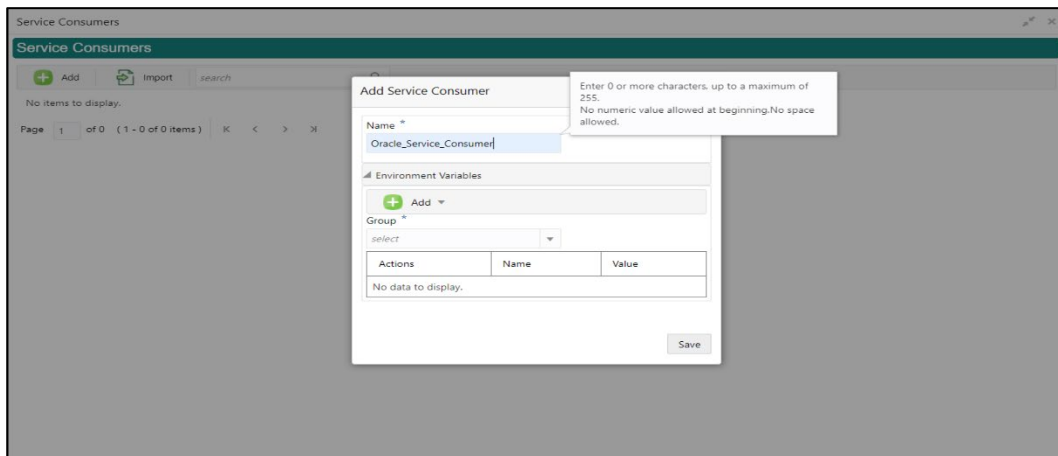 Service Consumers
Service Consumers
Add Import search
No items to display.
Page 1 of 0 ( 1 - 0 of 0 items )
Add Service Consumer
Enter 0 or more characters, up to a maximum of
255.
No numeric value allowed at beginning.No space
allowed.
Name *
Oracle_Service_Consumer
Environment Variables
Add
Group *
select
Actions Name Value
No data to display.
Save